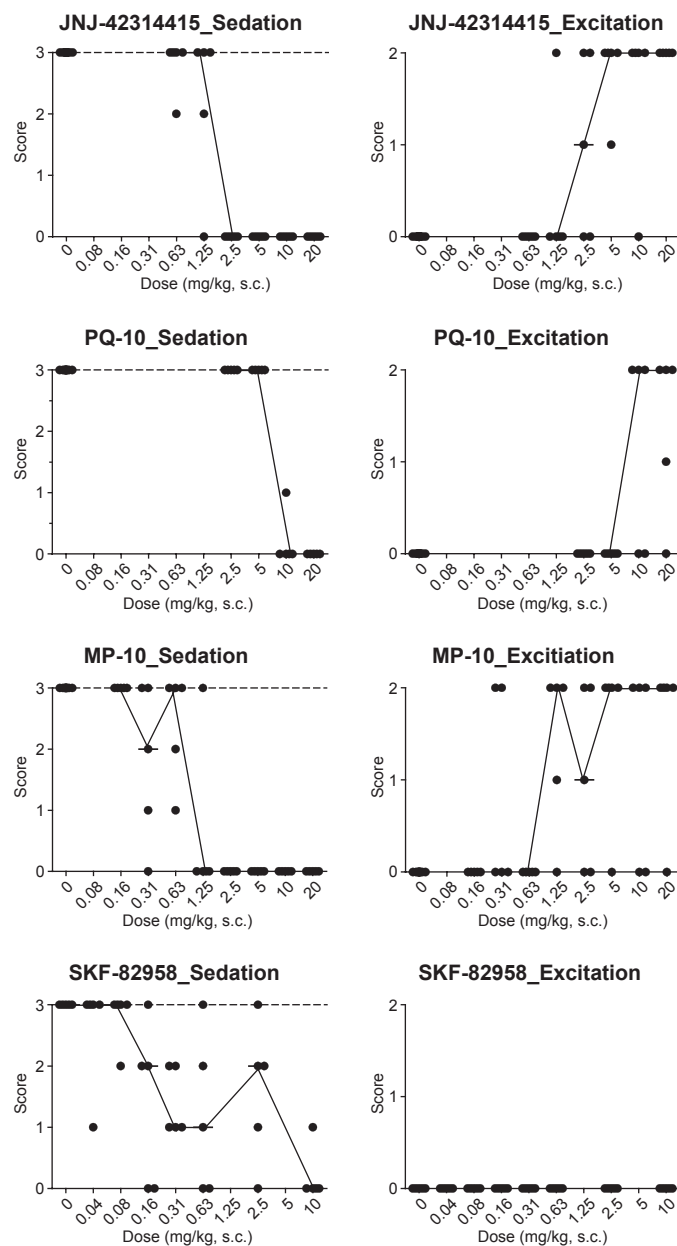 JNJ-42314415_Sedation
3
2
1
0
Score
0 0.08 0.16 0.31 0.63 1.25 2.5 5 10 20
Dose (mg/kg, s.c.)
JNJ-42314415_Excitation
2
1
0
Score
0 0.08 0.16 0.31 0.63 1.25 2.5 5 10 20
Dose (mg/kg, s.c.)
PQ-10_Sedation
3
2
1
0
Score
0 0.08 0.16 0.31 0.63 1.25 2.5 5 10 20
Dose (mg/kg, s.c.)
PQ-10_Excitation
2
1
0
Score
0 0.08 0.16 0.31 0.63 1.25 2.5 5 10 20
Dose (mg/kg, s.c.)
MP-10_Sedation
3
2
1
0
Score
0 0.08 0.16 0.31 0.63 1.25 2.5 5 10 20
Dose (mg/kg, s.c.)
MP-10_Excitiation
2
1
0
Score
0 0.08 0.16 0.31 0.63 1.25 2.5 5 10 20
Dose (mg/kg, s.c.)
SKF-82958_Sedation
3
2
1
0
Score
0 0.04 0.08 0.16 0.31 0.63 1.25 2.5 5 10
Dose (mg/kg, s.c.)
SKF-82958_Excitation
2
1
0
Score
0 0.04 0.08 0.16 0.31 0.63 1.25 2.5 5 10
Dose (mg/kg, s.c.)